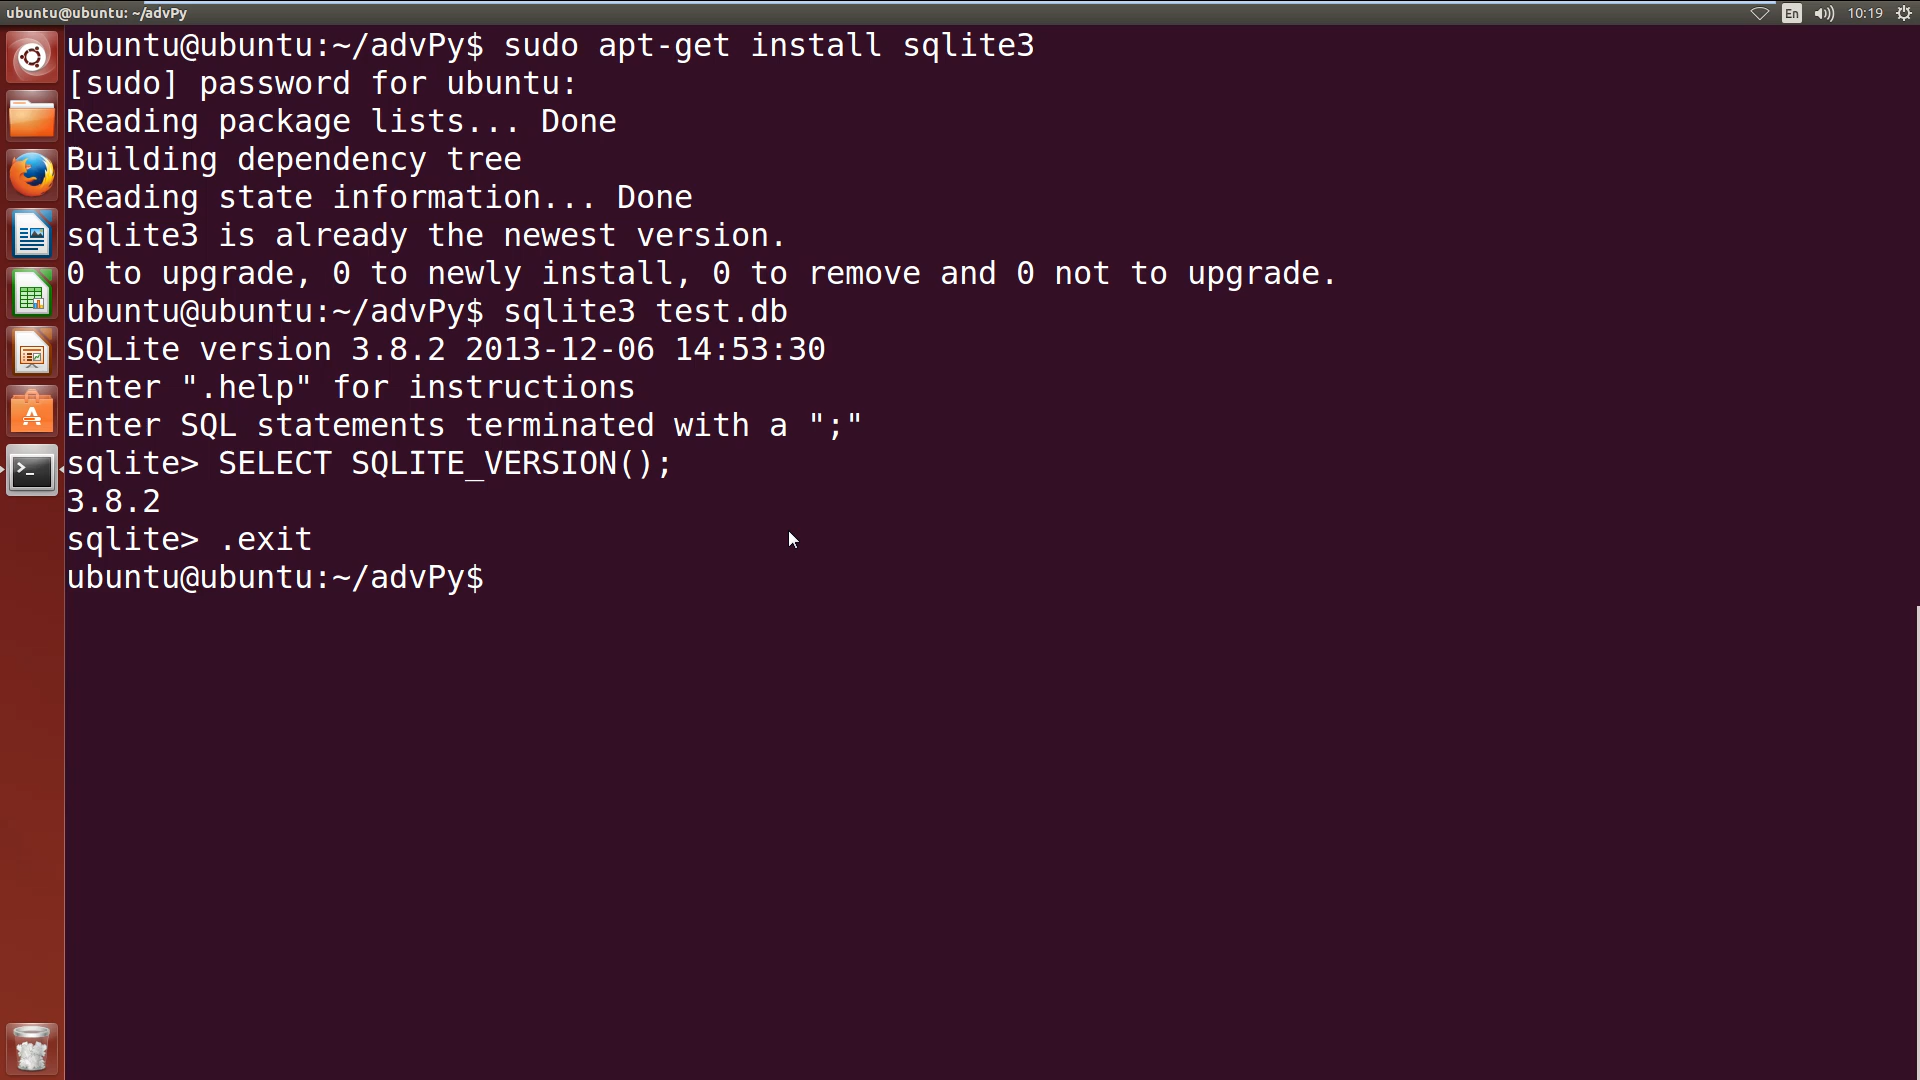 ubuntu@ubuntu: ~/advPy
En
10:19
ubuntu@ubuntu:~/advPy$ sudo apt-get install sqlite3
[sudo] password for ubuntu:
Reading package lists... Done
Building dependency tree
Reading state information... Done
sqlite3 is already the newest version.
0 to upgrade, 0 to newly install, 0 to remove and 0 not to upgrade.
ubuntu@ubuntu:~/advPy$ sqlite3 test.db
SQLite version 3.8.2 2013-12-06 14:53:30
Enter ".help" for instructions
Enter SQL statements terminated with a ";"
sqlite> SELECT SQLITE_VERSION();
3.8.2
sqlite> .exit
ubuntu@ubuntu:~/advPy$